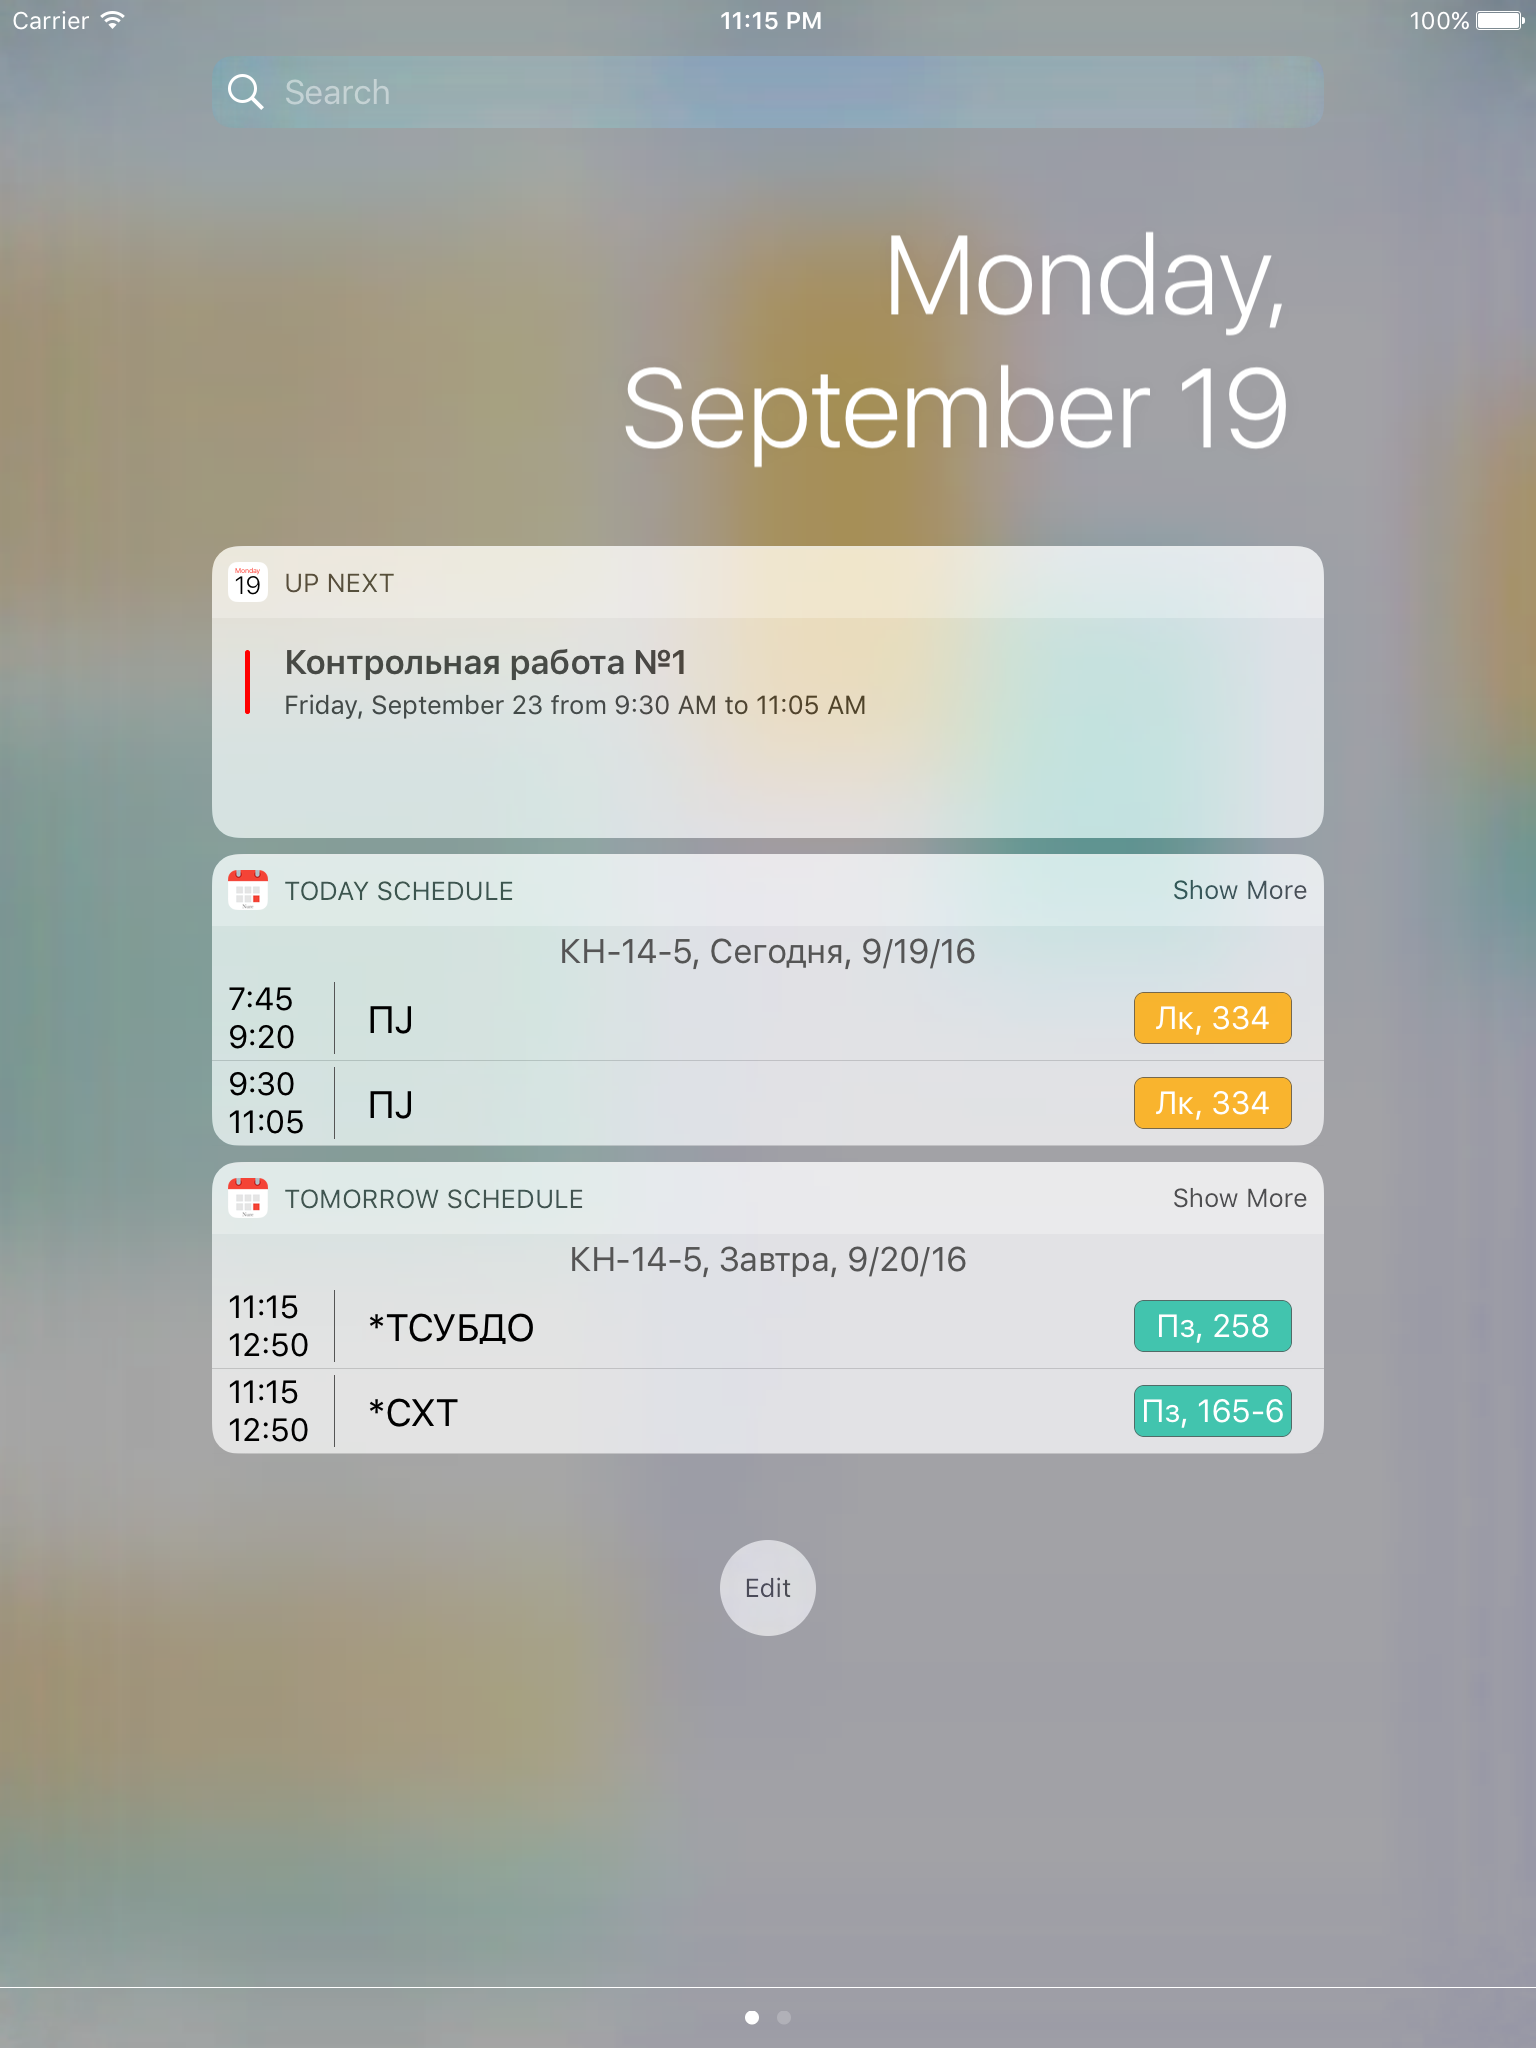 Carrier 11:15 PM 100%
Search
Monday,
September 19
Monday
19
UP NEXT
Контрольная работа №1
Friday, September 23 from 9:30 AM to 11:05 AM
TODAY SCHEDULE Show More
КН-14-5, Сегодня, 9/19/16
7:45
9:20
ПJ
Лк, 334
9:30
11:05
ПJ
Лк, 334
TOMORROW SCHEDULE Show More
КН-14-5, Завтра, 9/20/16
11:15
12:50
*ТСУБДО
Пз, 258
11:15
12:50
*СХТ
Пз, 165-6
Edit